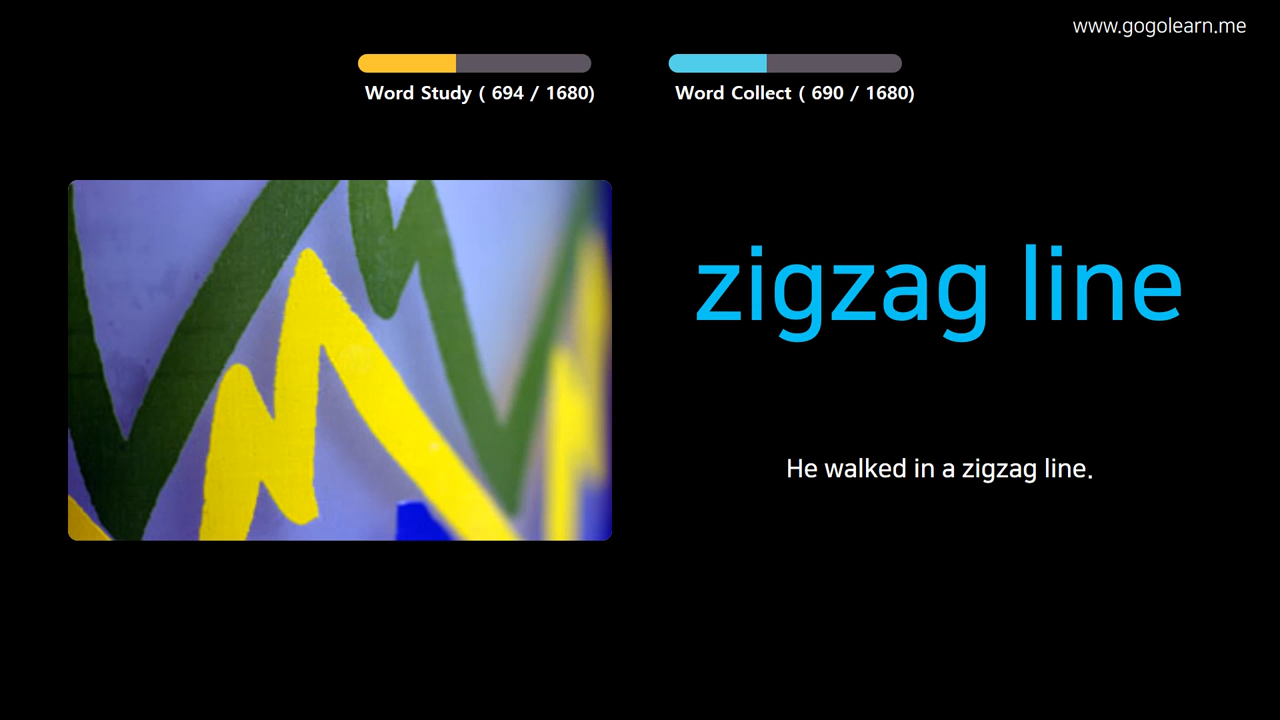 www.gogolearn.me
Word Study ( 694 / 1680)
Word Collect ( 690 / 1680)
zigzag line
He walked in a zigzag line.